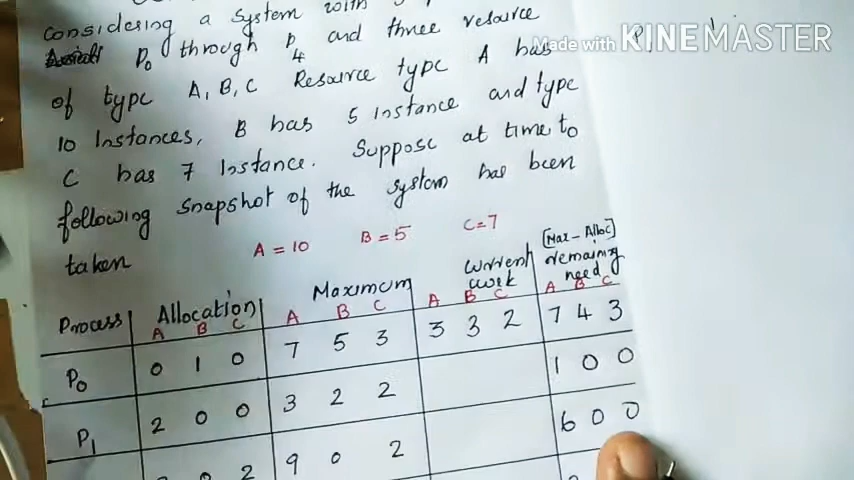 Considering a system with
P0 through P4 and three resource
of type A, B, C Resource type A has
10 Instances, B has 5 instance and type
C has 7 Instance. Suppose at time to
following snapshot of the system has been
taken
A = 10 B = 5 C = 7
Process Allocation Maximum current work [Max - Alloc] remaining need
A B C A B C A B C A B C
P0 0 1 0 7 5 3 3 3 2 7 4 3
P1 2 0 0 3 2 2 1 0 0
2 9 0 2 6 0 0
Made with KINEMASTER